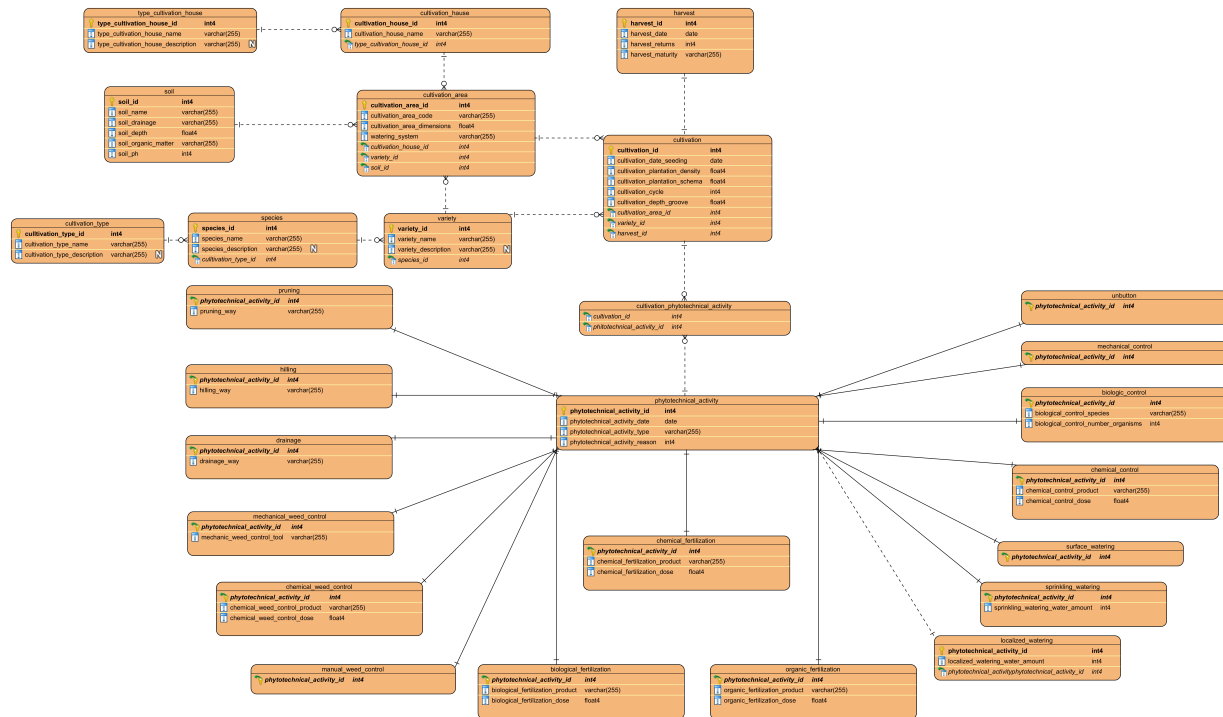 type_cultivation_house
type_cultivation_house_id int4
type_cultivation_house_name varchar(255)
type_cultivation_house_description varchar(255) N
cultivation_hause
cultivation_house_id int4
cultivation_house_name varchar(255)
type_cultivation_house_id int4
harvest
harvest_id int4
harvest_date date
harvest_returns int4
harvest_maturity varchar(255)
soil
soil_id int4
soil_name varchar(255)
soil_drainage varchar(255)
soil_depth float4
soil_organic_matter varchar(255)
soil_ph int4
cultivation_area
cultivation_area_id int4
cultivation_area_code varchar(255)
cultivation_area_dimensions float4
watering_system varchar(255)
cultivation_house_id int4
variety_id int4
soil_id int4
cultivation
cultivation_id int4
cultivation_date_seeding date
cultivation_plantation_density float4
cultivation_plantation_schema float4
cultivation_cycle int4
cultivation_depth_groove float4
cultivation_area_id int4
variety_id int4
harvest_id int4
cultivation_type
culltivation_type_id int4
cultivation_type_name varchar(255)
cultivation_type_description varchar(255) N
species
species_id int4
species_name varchar(255)
species_description varchar(255) N
cultivation_type_id int4
variety
variety_id int4
variety_name varchar(255)
variety_description varchar(255) N
species_id int4
pruning
phytotechnical_activity_id int4
pruning_way varchar(255)
cultivation_phytotechnical_activity
cultivation_id int4
phitotechnical_activity_id int4
unbutton
phytotechnical_activity_id int4
mechanical_control
phytotechnical_activity_id int4
hilling
phytotechnical_activity_id int4
hilling_way varchar(255)
phytotechnical_activity
phytotechnical_activity_id int4
phytotechnical_activity_date date
phytotechnical_activity_type varchar(255)
phytotechnical_activity_reason int4
biologic_control
phytotechnical_activity_id int4
biological_control_species varchar(255)
biological_control_number_organisms int4
drainage
phytotechnical_activity_id int4
drainage_way varchar(255)
chemical_control
phytotechnical_activity_id int4
chemical_control_product varchar(255)
chemical_control_dose float4
mechanical_weed_control
phytotechnical_activity_id int4
mechanic_weed_control_tool varchar(255)
chemical_fertilization
phytotechnical_activity_id int4
chemical_fertilization_product varchar(255)
chemical_fertilization_dose float4
surface_watering
phytotechnical_activity_id int4
chemical_weed_control
phytotechnical_activity_id int4
chemical_weed_control_product varchar(255)
chemical_weed_control_dose float4
sprinkling_watering
phytotechnical_activity_id int4
sprinkling_watering_water_amount int4
localized_watering
phytotechnical_activity_id int4
localized_watering_water_amount int4
phytotechnical_activityphytotechnical_activity_id int4
manual_weed_control
phytotechnical_activity_id int4
biological_fertilization
phytotechnical_activity_id int4
biological_fertilization_product varchar(255)
biological_fertilization_dose float4
organic_fertilization
phytotechnical_activity_id int4
organic_fertilization_product varchar(255)
organic_fertilization_dose float4